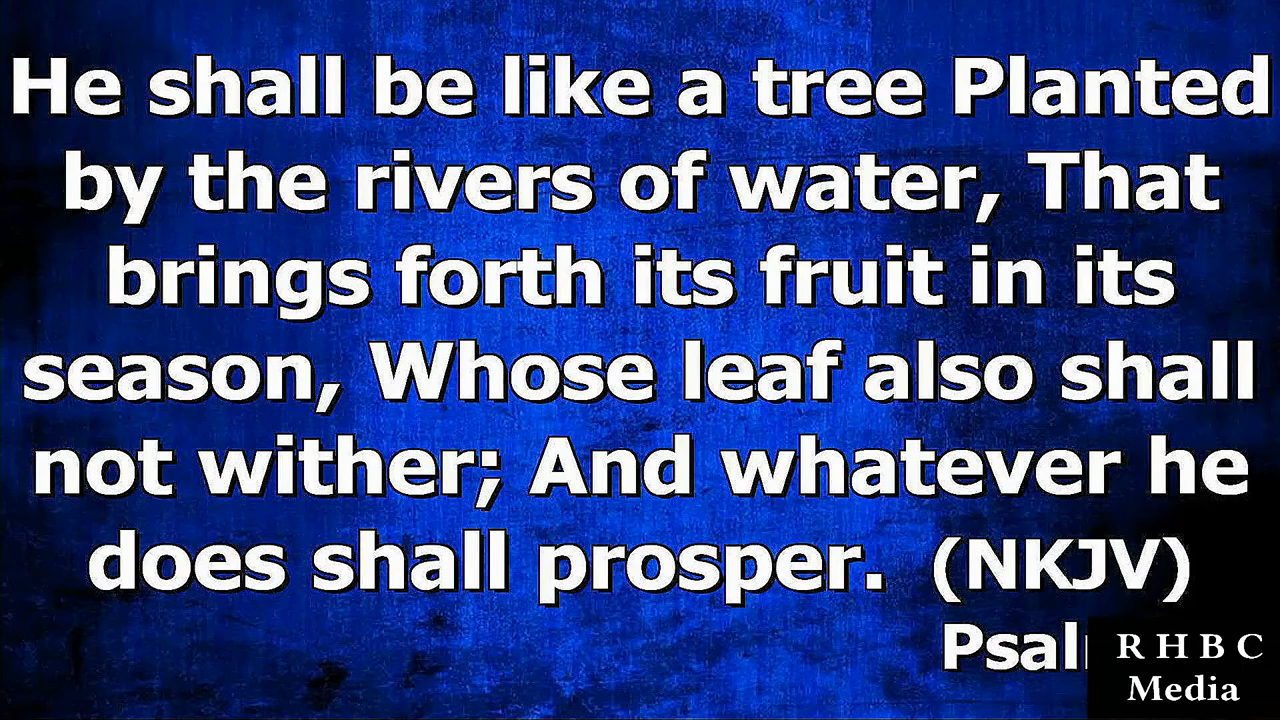 He shall be like a tree Planted
by the rivers of water, That
brings forth its fruit in its
season, Whose leaf also shall
not wither; And whatever he
does shall prosper. (NKJV)
R H B C
Media